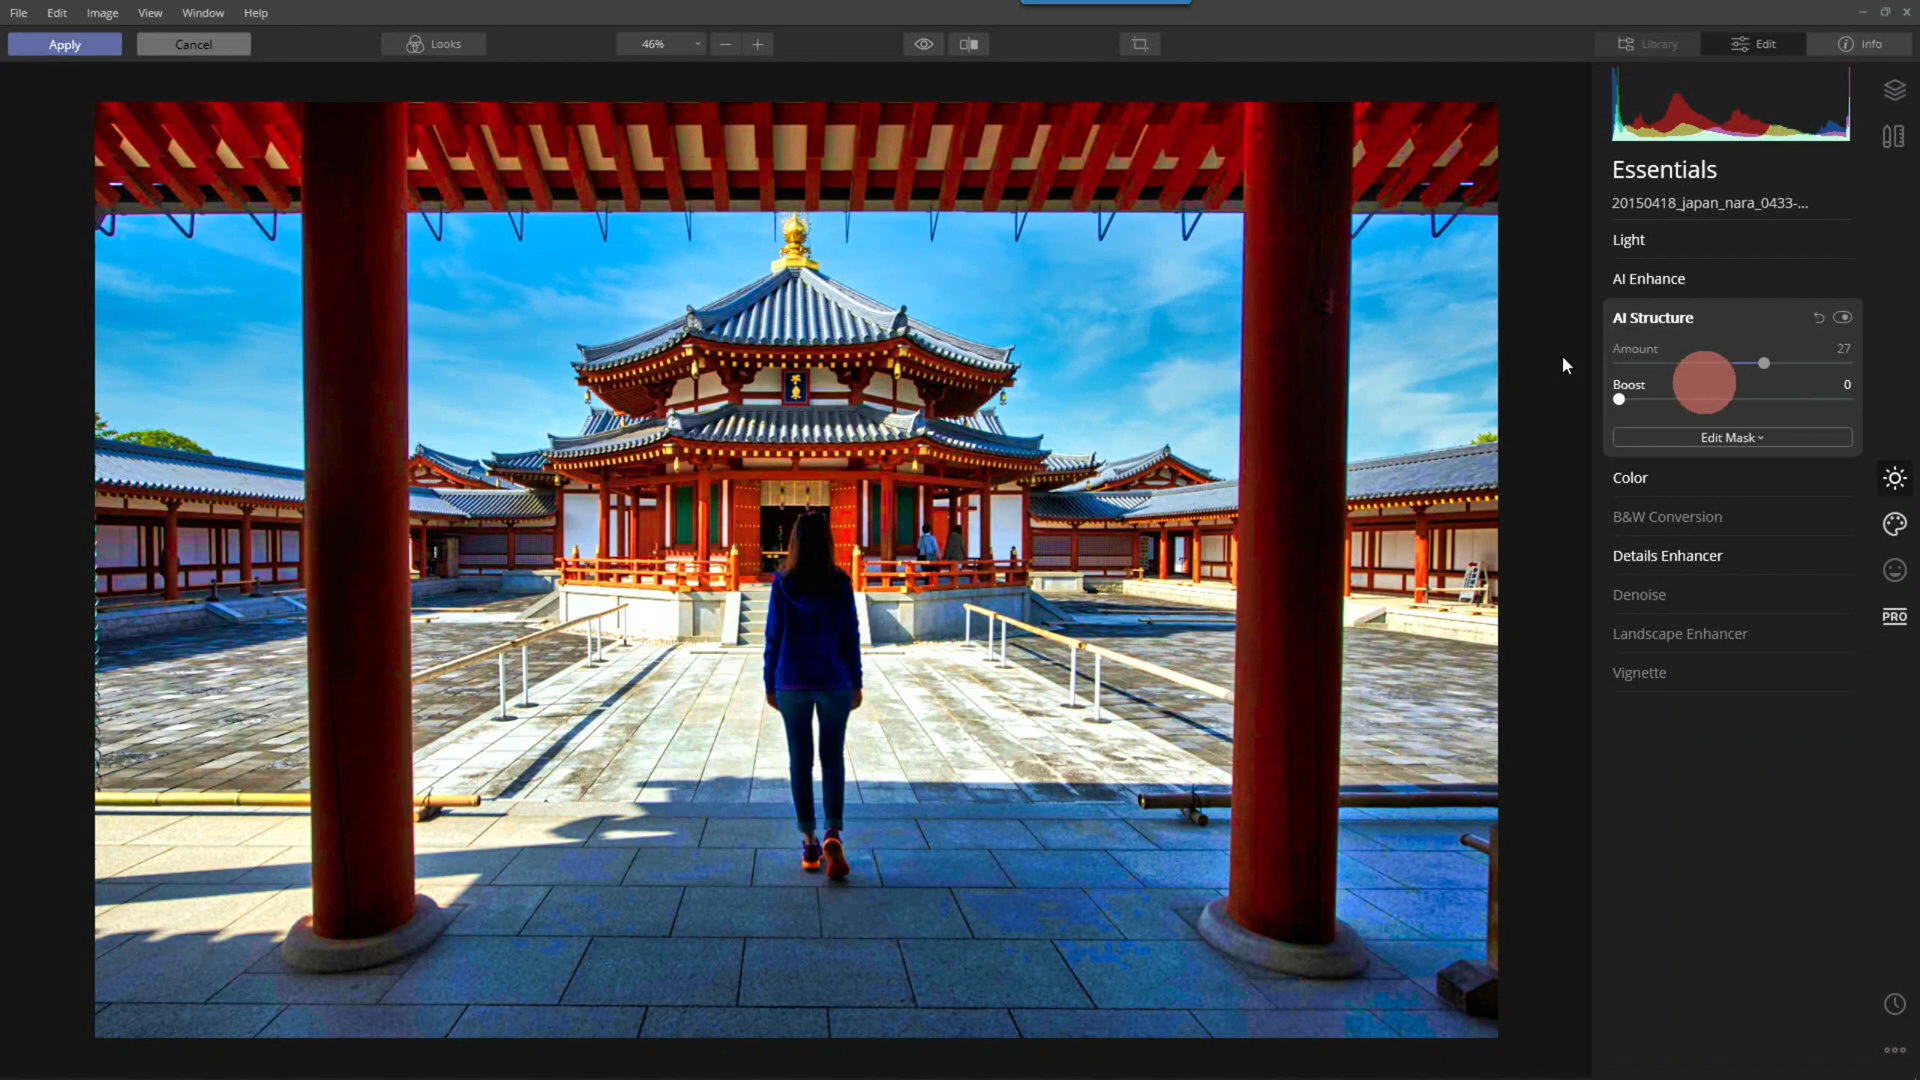 File Edit Image View Window Help
Apply Cancel Looks 46% Library Edit Info
Essentials
20150418_japan_nara_0433-...
Light
AI Enhance
AI Structure
Amount 27
Boost 0
Edit Mask
Color
B&W Conversion
Details Enhancer
Denoise
Landscape Enhancer
Vignette
PRO